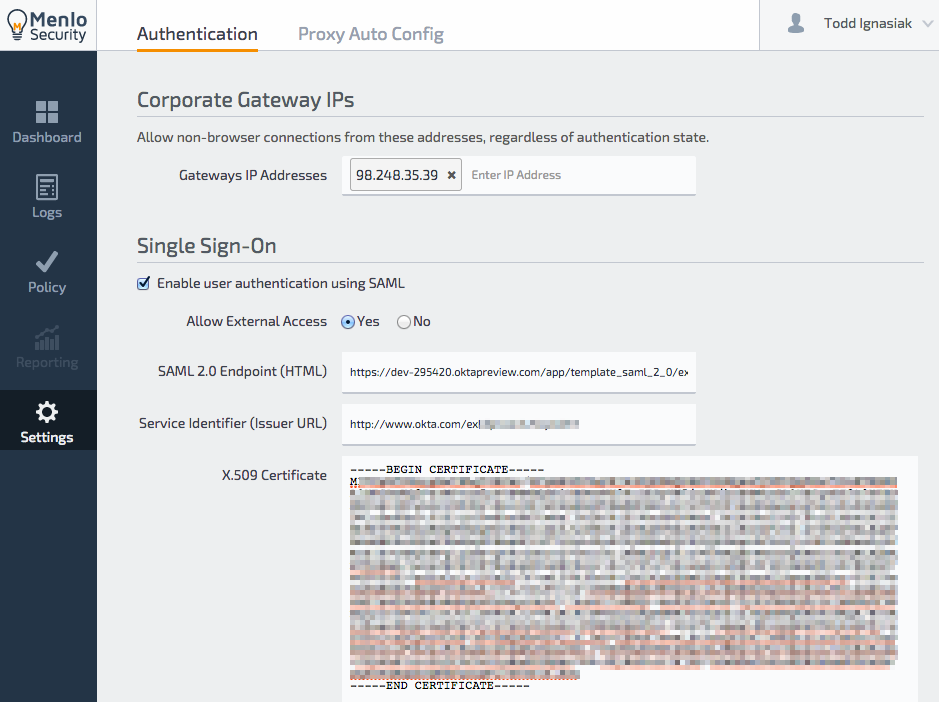 Menlo
Security
Authentication
Proxy Auto Config
Todd Ignasiak
Dashboard
Logs
Policy
Reporting
Settings
Corporate Gateway IPs
Allow non-browser connections from these addresses, regardless of authentication state.
Gateways IP Addresses
98.248.35.39 ×
Enter IP Address
Single Sign-On
Enable user authentication using SAML
Allow External Access
Yes
No
SAML 2.0 Endpoint (HTML)
https://dev-295420.oktapreview.com/app/template_saml_2_0/ex
Service Identifier (Issuer URL)
http://www.okta.com/ex
X.509 Certificate
-----BEGIN CERTIFICATE-----
-----END CERTIFICATE-----